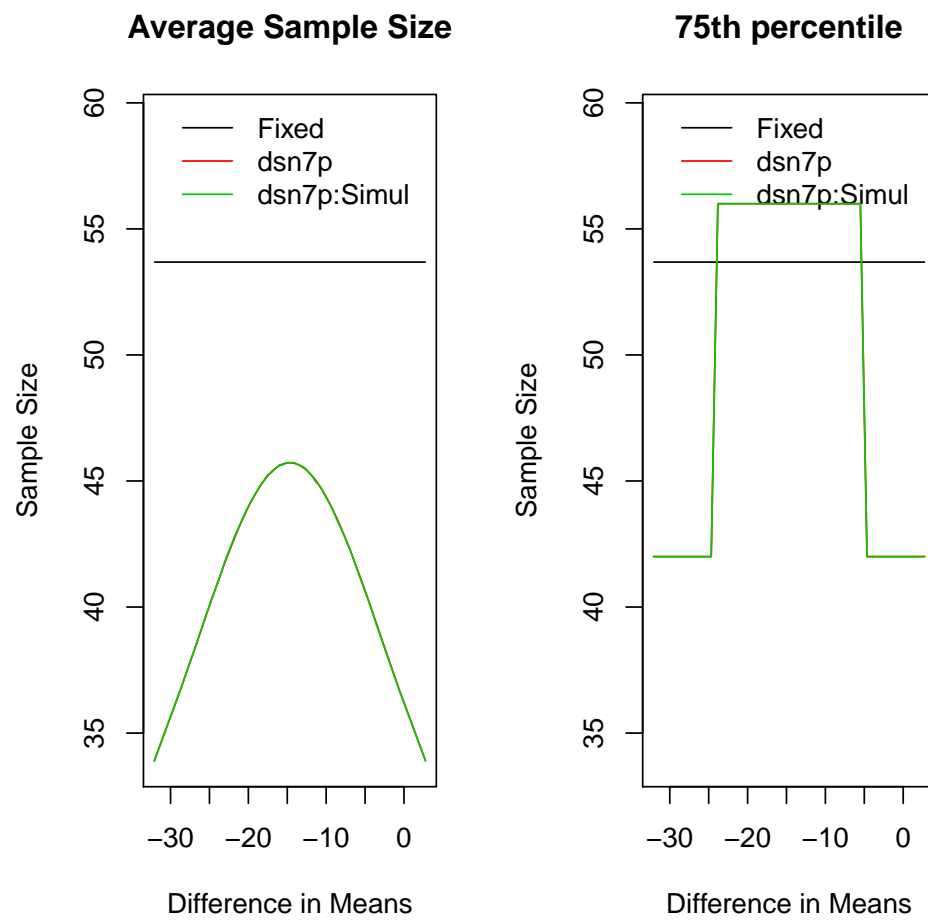 Average Sample Size
60
55
50
45
40
35
Sample Size
Fixed
dsn7p
dsn7p:Simul
−30
−20
−10
0
Difference in Means
75th percentile
60
55
50
45
40
35
Sample Size
Fixed
dsn7p
dsn7p:Simul
−30
−20
−10
0
Difference in Means